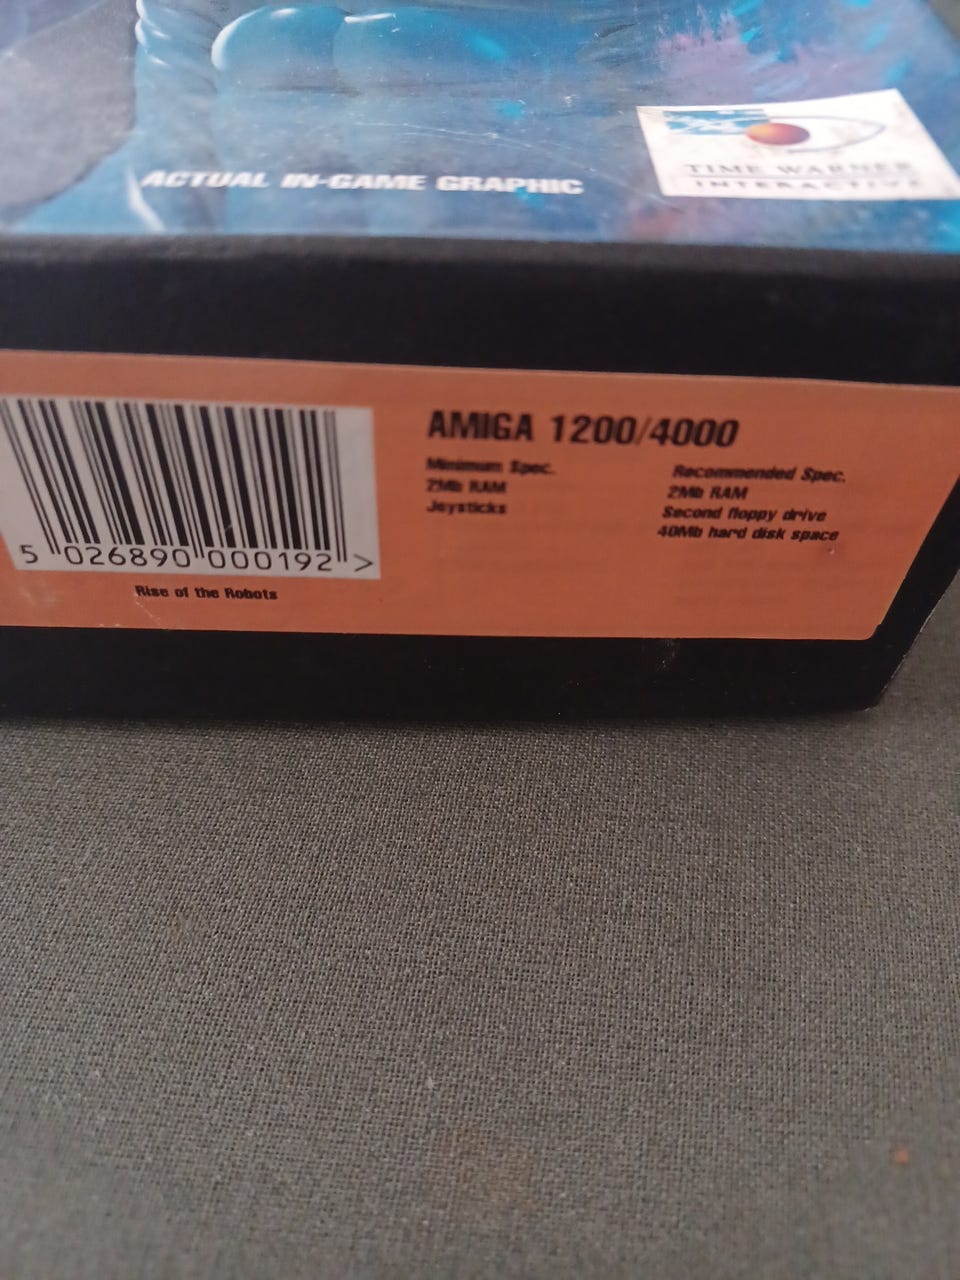 ACTUAL IN-GAME GRAPHIC
TIME WARNER
INTERACTIVE
5 026890 000192 >
Rise of the Robots
AMIGA 1200/4000
Minimum Spec.
2Mb RAM
Joysticks
Recommended Spec.
2Mb RAM
Second floppy drive
40Mb hard disk space